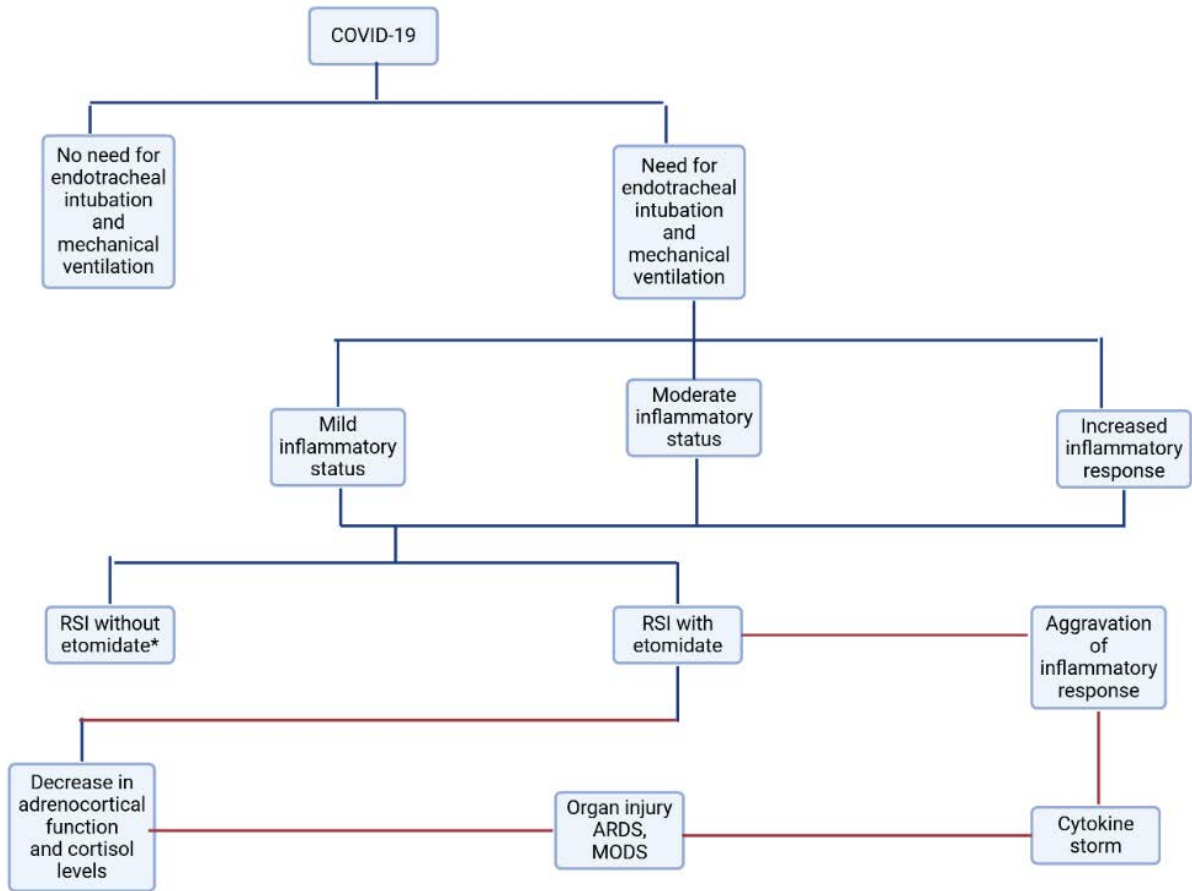 COVID-19
No need for
endotracheal
intubation
and
mechanical
ventilation
Need for
endotracheal
intubation
and
mechanical
ventilation
Mild
inflammatory
status
Moderate
inflammatory
status
Increased
inflammatory
response
RSI without
etomidate*
RSI with
etomidate
Aggravation
of
inflammatory
response
Decrease in
adrenocortical
function
and cortisol
levels
Organ injury
ARDS,
MODS
Cytokine
storm